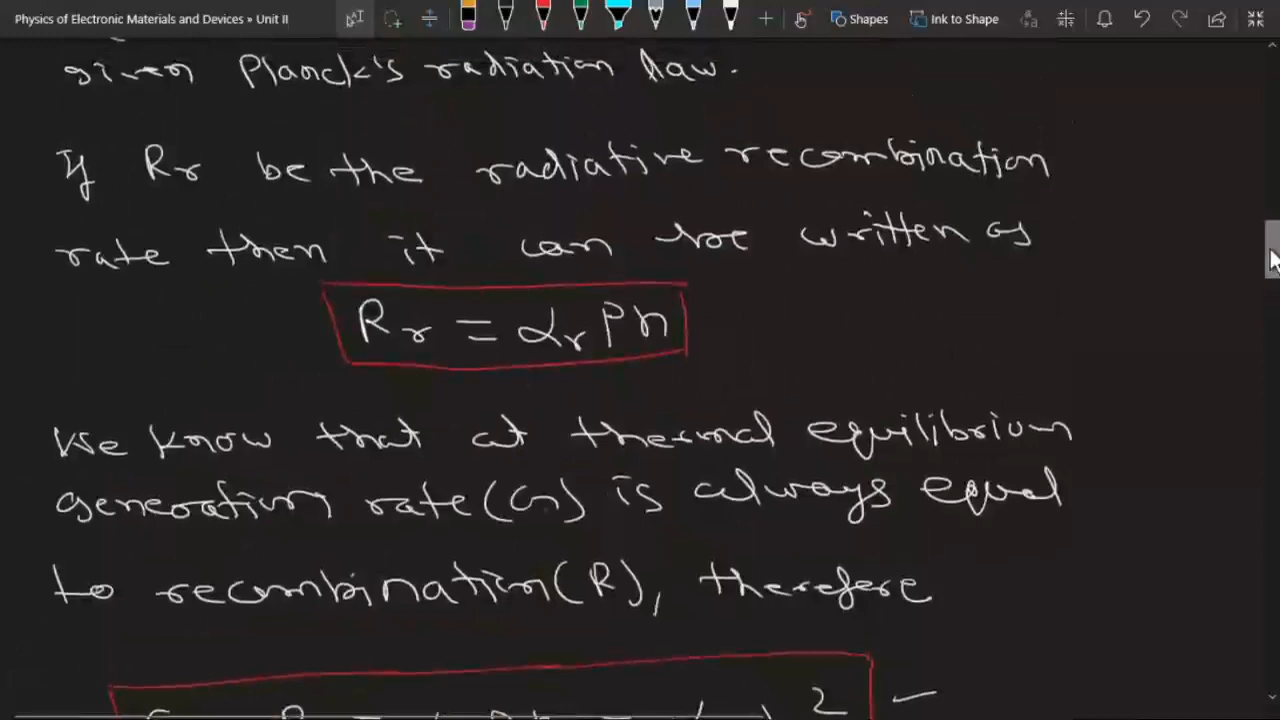 Physics of Electronic Materials and Devices » Unit II
Shapes
Ink to Shape
given Planck's radiation law.
If Rr be the radiative recombination
rate then it can be written as
Rr = αr pn
We know that at thermal equilibrium
generation rate (G) is always equal
to recombination (R), therefore
2